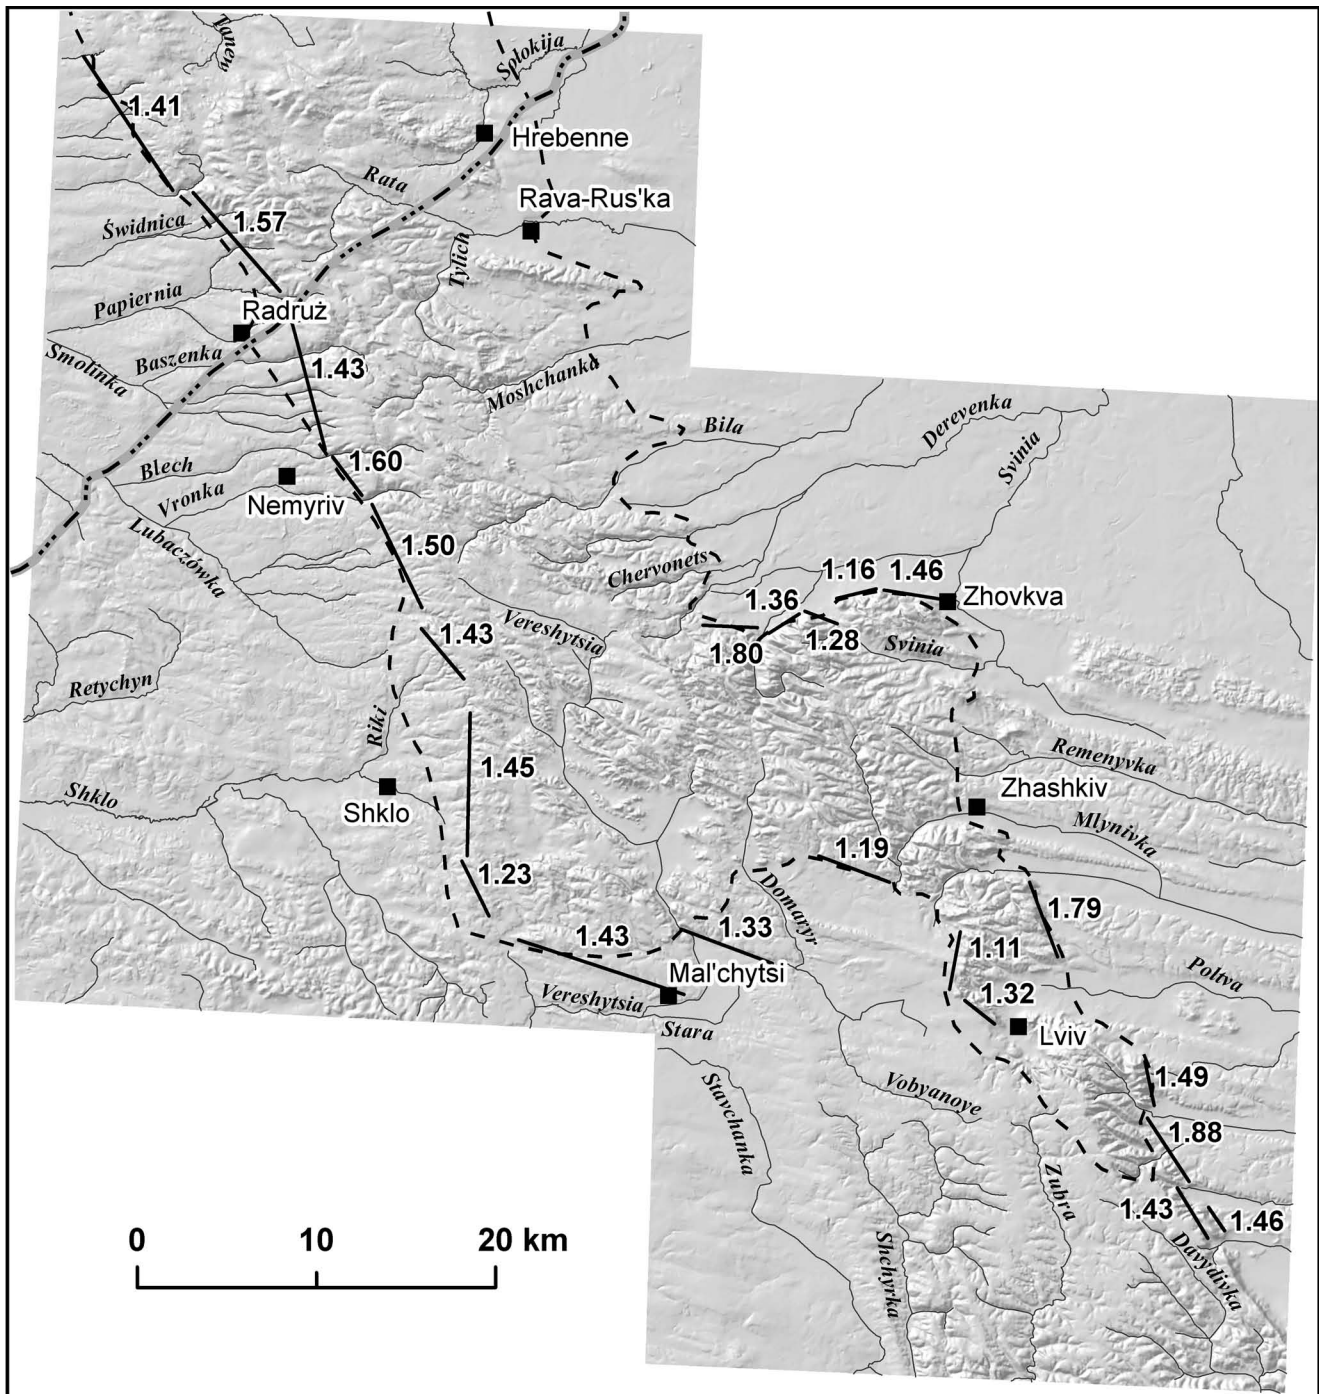 Tanew
Splokija
1.41
Hrebenne
Rata
Rava-Rus'ka
Świdnica
1.57
Tylich
Papiernia
Radruż
Smolinka
Baszenka
1.43
Moshchanka
Bila
Derevenka
Svinia
Blech
1.60
Vronka
Nemyriv
Lubaczówka
1.50
Chervonets
1.16
1.46
Zhovkva
1.36
1.28
1.80
Svinia
Vereshytsia
1.43
Retychyn
Riki
1.45
Remenyvka
Shklo
Shklo
Zhashkiv
Mlynivka
1.19
1.23
Domaryr
1.79
1.43
1.33
1.11
Mal'chytsi
Poltva
Vereshytsia
1.32
Stara
Lviv
Stavchanka
Vobyanoye
1.49
1.88
Zubra
1.43
1.46
Shchyrka
Davydivka
0 10 20 km